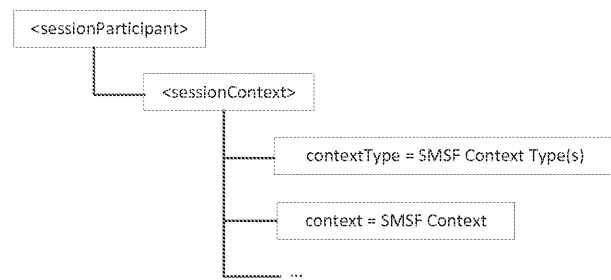 <sessionParticipant>
<sessionContext>
contextType = SMSF Context Type(s)
context = SMSF Context
...